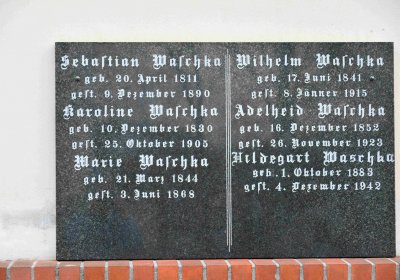 Sebastian Waschka
geb. 20. April 1811
gest. 9. Dezember 1890
Karoline Waschka
geb. 10. Dezember 1830
gest. 25. Oktober 1905
Marie Waschka
geb. 21. Marz 1844
gest. 3. Juni 1868
Wilhelm Waschka
geb. 17. Juni 1841
gest. 8. Jänner 1915
Adelheid Waschka
geb. 16. Dezember 1852
gest. 26. November 1923
Hildegart Waschka
geb. 1. Oktober 1883
gest. 4. Dezember 1942